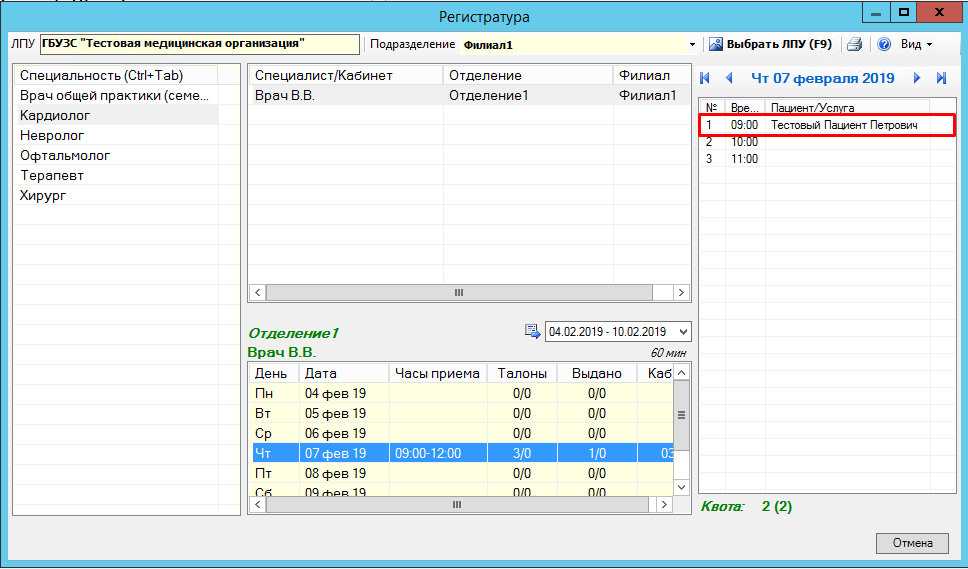 Регистратура
ЛПУ ГБУЗС "Тестовая медицинская организация" Подразделение Филиал1 Выбрать ЛПУ (F9) Вид
Специальность (Ctrl+Tab)
Врач общей практики (семе...
Кардиолог
Невролог
Офтальмолог
Терапевт
Хирург
Специалист/Кабинет Отделение Филиал
Врач В.В. Отделение1 Филиал1
Отделение1 04.02.2019 - 10.02.2019
Врач В.В. 60 мин
День Дата Часы приема Талоны Выдано Каб
Пн 04 фев 19 0/0 0/0
Вт 05 фев 19 0/0 0/0
Ср 06 фев 19 0/0 0/0
Чт 07 фев 19 09:00-12:00 3/0 1/0 03
Пт 08 фев 19 0/0 0/0
Сб 09 фев 19 0/0 0/0
Чт 07 февраля 2019
№ Вре... Пациент/Услуга
1 09:00 Тестовый Пациент Петрович
2 10:00
3 11:00
Квота: 2 (2)
Отмена